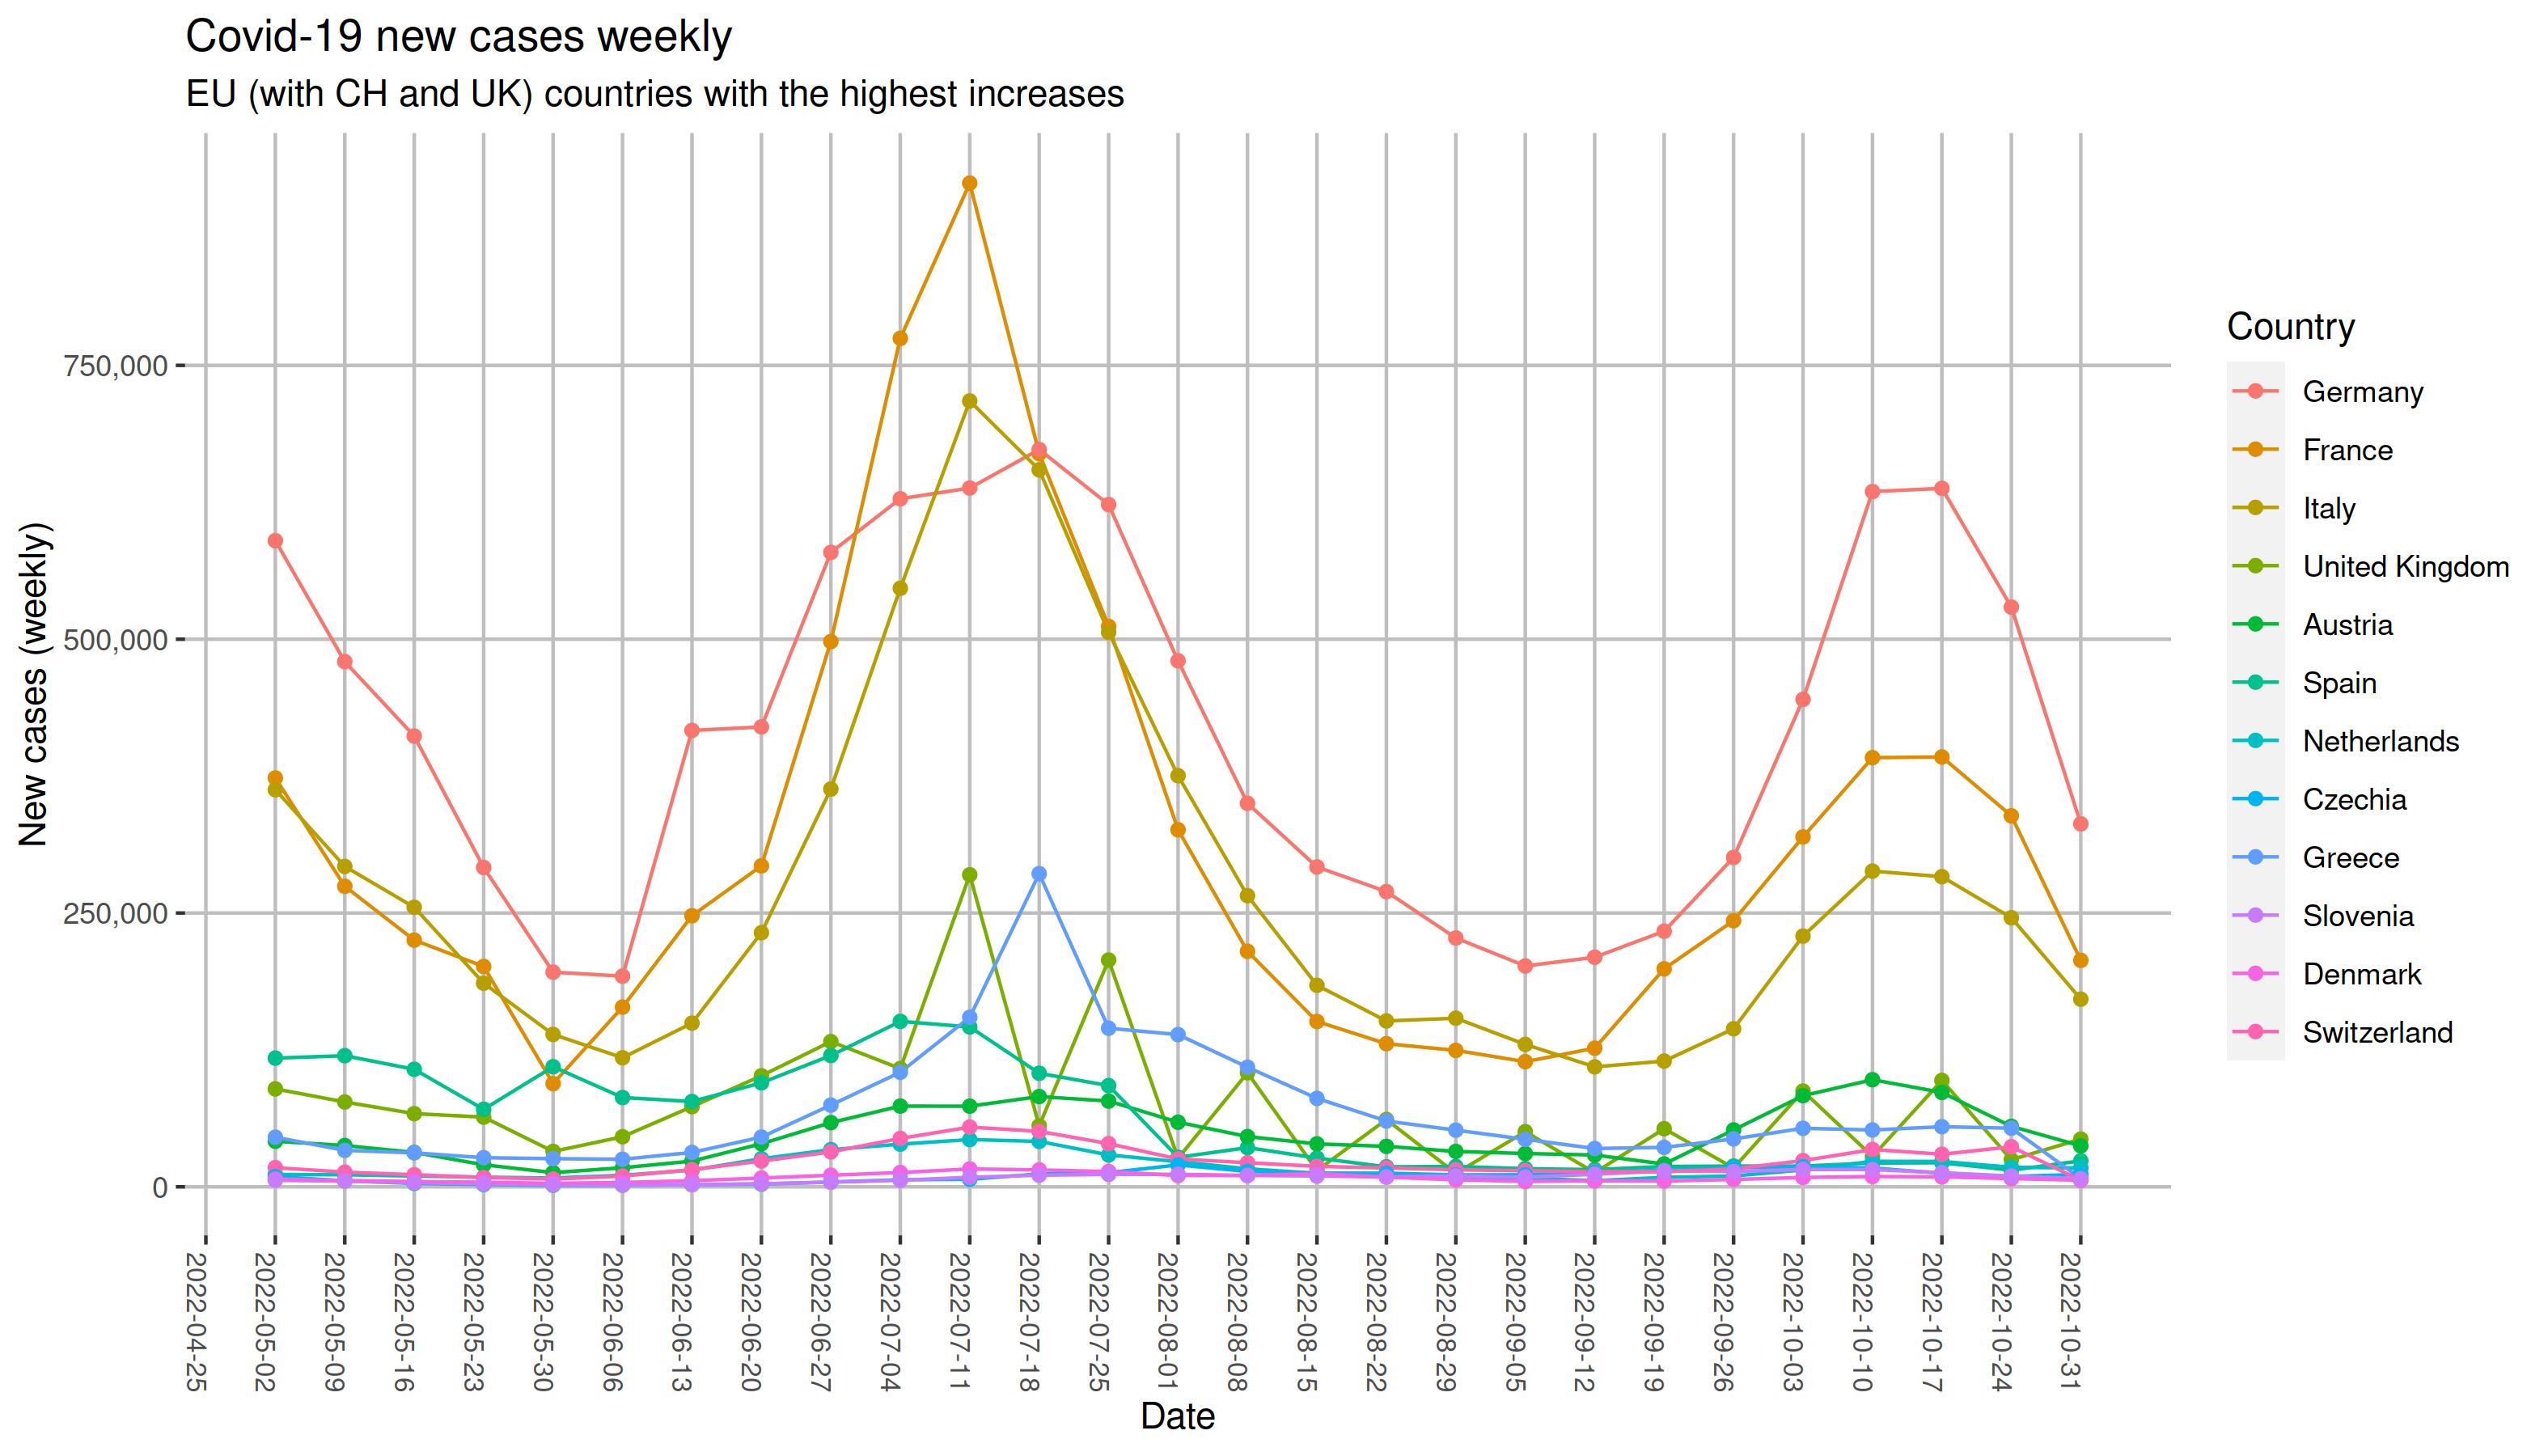 Covid-19 new cases weekly
EU (with CH and UK) countries with the highest increases
New cases (weekly)
750,000
500,000
250,000
0
2022-04-25
2022-05-02
2022-05-09
2022-05-16
2022-05-23
2022-05-30
2022-06-06
2022-06-13
2022-06-20
2022-06-27
2022-07-04
2022-07-11
2022-07-18
2022-07-25
2022-08-01
2022-08-08
2022-08-15
2022-08-22
2022-08-29
2022-09-05
2022-09-12
2022-09-19
2022-09-26
2022-10-03
2022-10-10
2022-10-17
2022-10-24
2022-10-31
Date
Country
Germany
France
Italy
United Kingdom
Austria
Spain
Netherlands
Czechia
Greece
Slovenia
Denmark
Switzerland